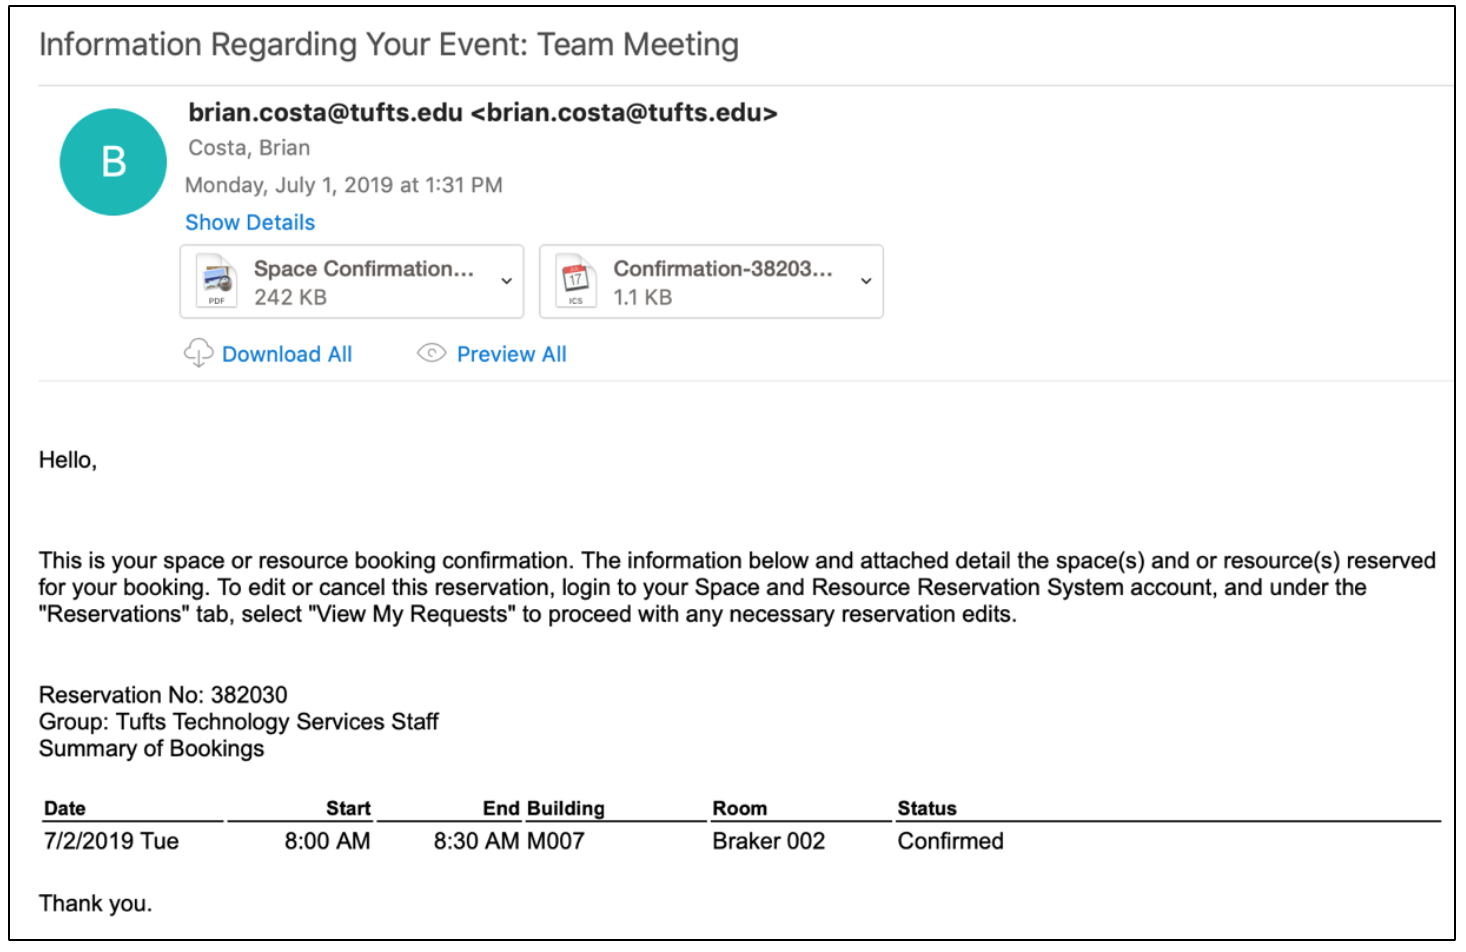 Information Regarding Your Event: Team Meeting
B
brian.costa@tufts.edu <brian.costa@tufts.edu>
Costa, Brian
Monday, July 1, 2019 at 1:31 PM
Show Details
PDF Space Confirmation... 242 KB
JUL 17 ICS Confirmation-38203... 1.1 KB
Download All Preview All
Hello,
This is your space or resource booking confirmation. The information below and attached detail the space(s) and or resource(s) reserved
for your booking. To edit or cancel this reservation, login to your Space and Resource Reservation System account, and under the
"Reservations" tab, select "View My Requests" to proceed with any necessary reservation edits.
Reservation No: 382030
Group: Tufts Technology Services Staff
Summary of Bookings
Date Start End Building Room Status
7/2/2019 Tue 8:00 AM 8:30 AM M007 Braker 002 Confirmed
Thank you.